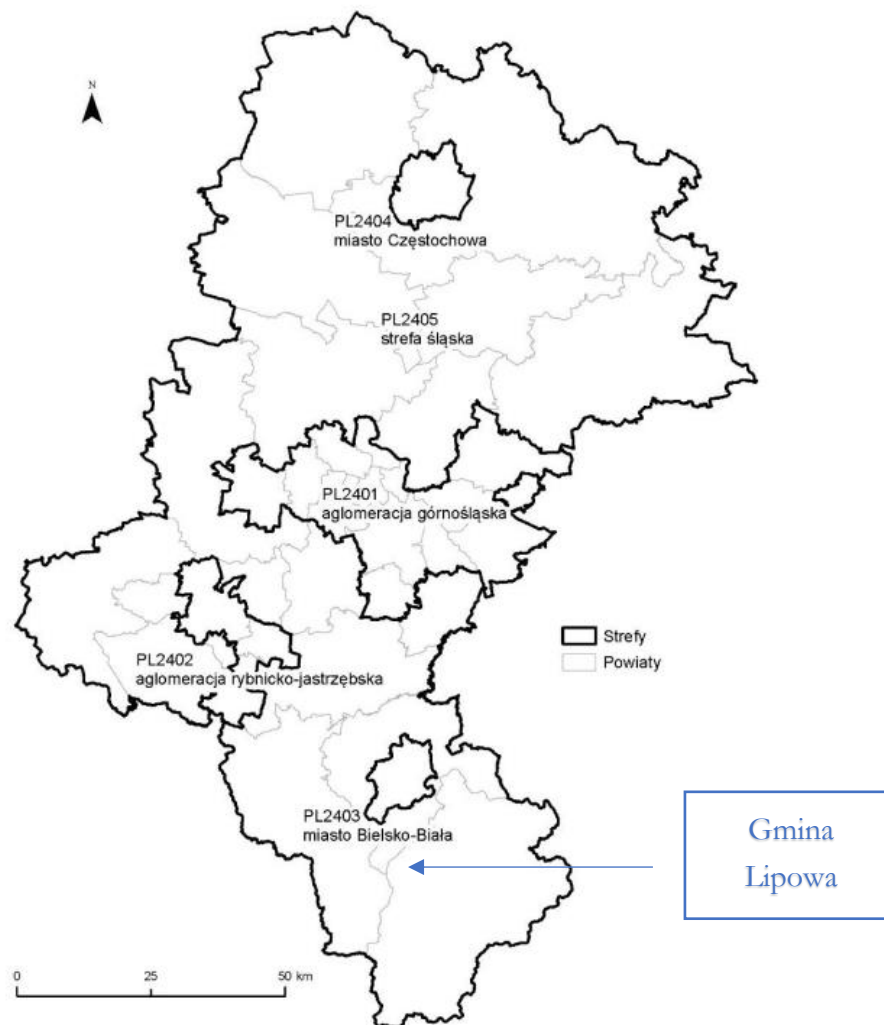 N
PL2404
miasto Częstochowa
PL2405
strefa śląska
PL2401
aglomeracja górnośląska
Strefy
Powiaty
PL2402
aglomeracja rybnicko-jastrzębska
PL2403
miasto Bielsko-Biała
Gmina
Lipowa
0 25 50 km